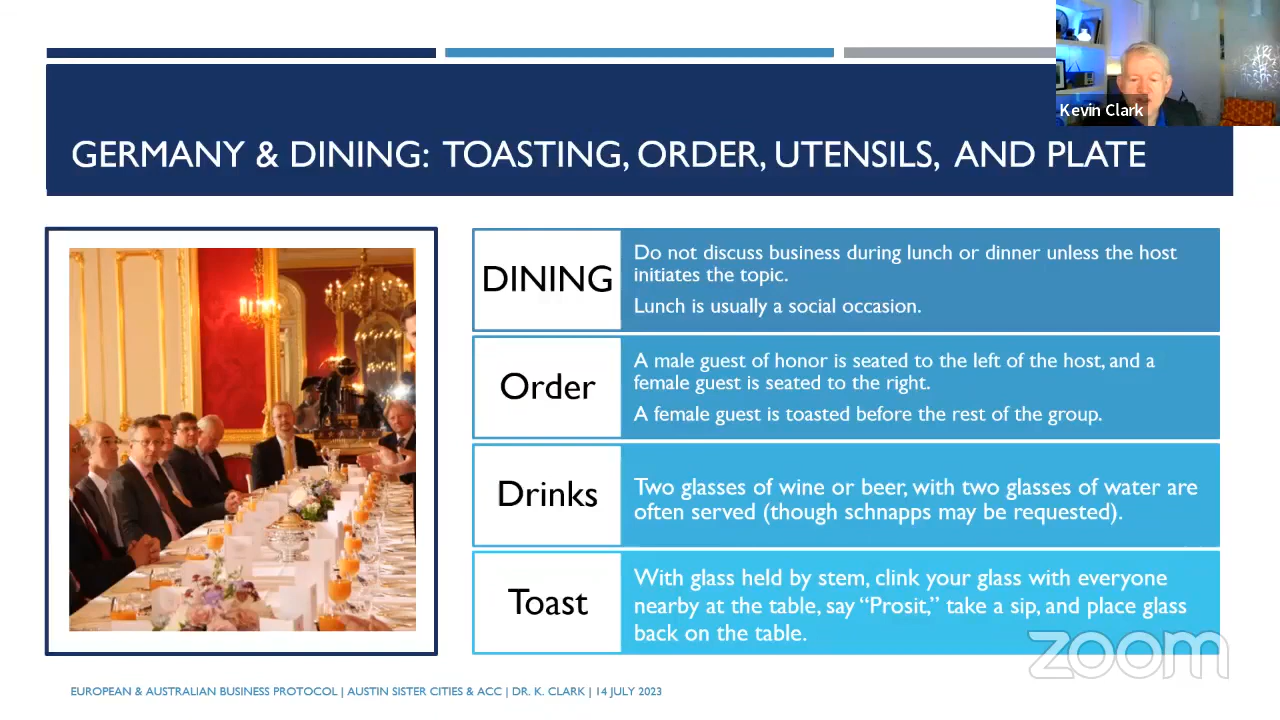 Kevin Clark
GERMANY & DINING: TOASTING, ORDER, UTENSILS, AND PLATE
DINING
Do not discuss business during lunch or dinner unless the host
initiates the topic.
Lunch is usually a social occasion.
Order
A male guest of honor is seated to the left of the host, and a
female guest is seated to the right.
A female guest is toasted before the rest of the group.
Drinks
Two glasses of wine or beer, with two glasses of water are
often served (though schnapps may be requested).
Toast
With glass held by stem, clink your glass with everyone
nearby at the table, say “Prosit,” take a sip, and place glass
back on the table.
zoom
EUROPEAN & AUSTRALIAN BUSINESS PROTOCOL | AUSTIN SISTER CITIES & ACC | DR. K. CLARK | 14 JULY 2023